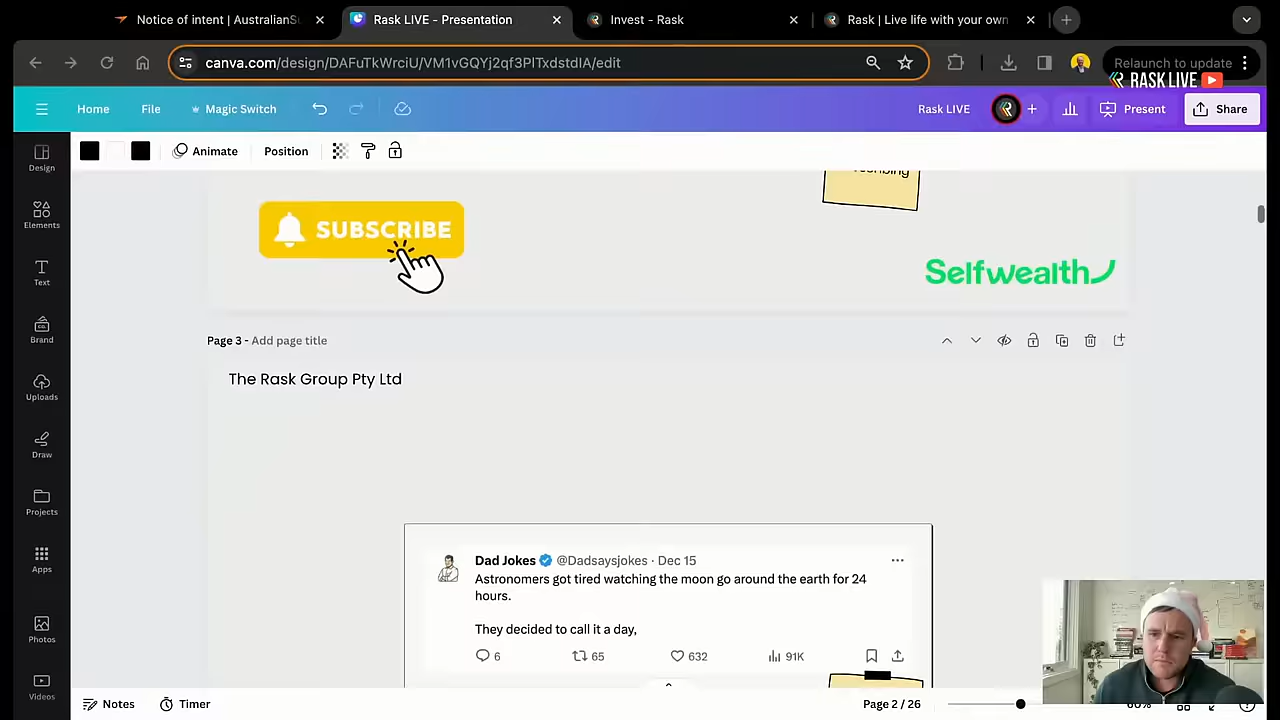 Notice of intent | AustralianSu
Rask LIVE - Presentation
Invest - Rask
Rask | Live life with your own
canva.com/design/DAFuTkWrciU/VM1vGQYj2qf3PlTxdstdIA/edit
Relaunch to update
RASK LIVE
Home
File
Magic Switch
Rask LIVE
Present
Share
Animate
Position
Design
Elements
Text
Brand
Uploads
Draw
Projects
Apps
Photos
Videos
SUBSCRIBE
Selfwealth
Page 3 - Add page title
The Rask Group Pty Ltd
Dad Jokes @Dadsaysjokes · Dec 15
Astronomers got tired watching the moon go around the earth for 24
hours.
They decided to call it a day,
6
65
632
91K
Notes
Timer
Page 2 / 26
60%